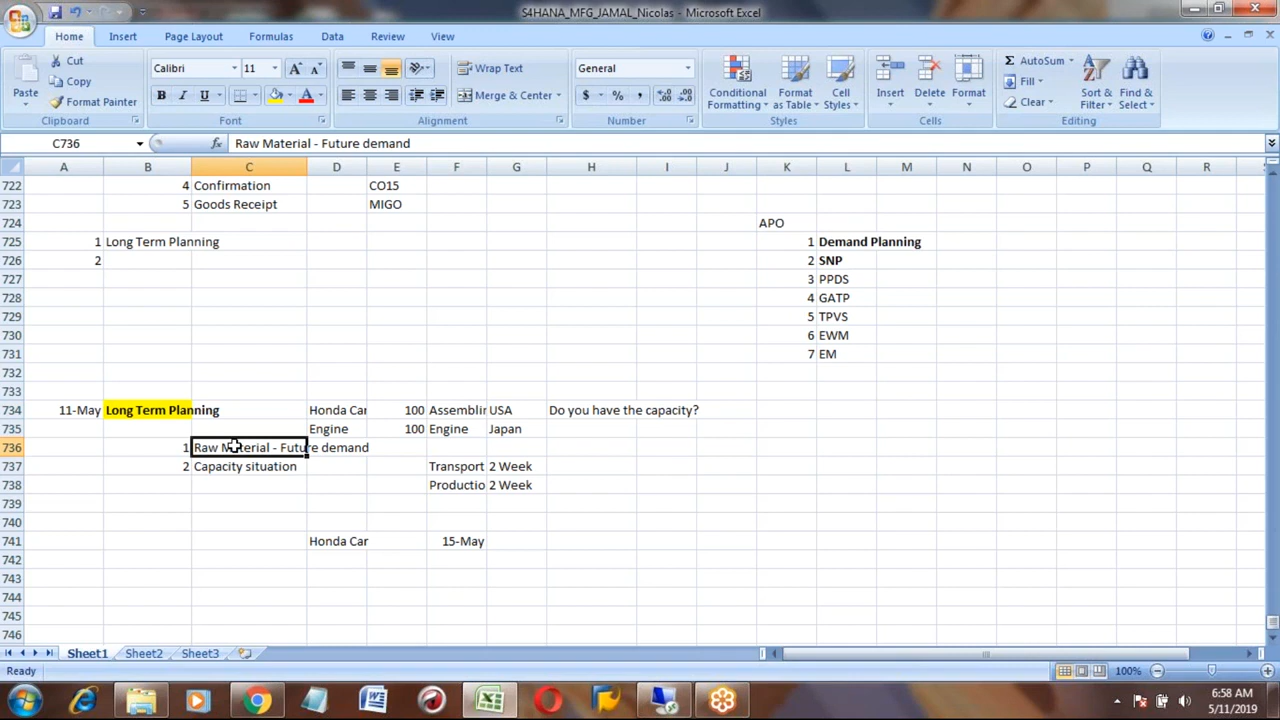 S4HANA_MFG_JAMAL_Nicolas - Microsoft Excel
Home Insert Page Layout Formulas Data Review View
Paste Cut Copy Format Painter Clipboard
Calibri 11 Font
Wrap Text Merge & Center Alignment
General $ % , Number
Conditional Formatting Format as Table Cell Styles Styles
Insert Delete Format Cells
Σ AutoSum Fill Clear Sort & Filter Find & Select Editing
C736 fx Raw Material - Future demand
A B C D E F G H I J K L M N O P Q R
722 4 Confirmation CO15
723 5 Goods Receipt MIGO
724 APO
725 1 Long Term Planning 1 Demand Planning
726 2 2 SNP
727 3 PPDS
728 4 GATP
729 5 TPVS
730 6 EWM
731 7 EM
732
733
734 11-May Long Term Planning Honda Car 100 Assemblin USA Do you have the capacity?
735 Engine 100 Engine Japan
736 1 Raw Material - Future demand
737 2 Capacity situation Transport 2 Week
738 Productio 2 Week
739
740
741 Honda Car 15-May
742
743
744
745
746
Sheet1 Sheet2 Sheet3
Ready 100%
6:58 AM
5/11/2019